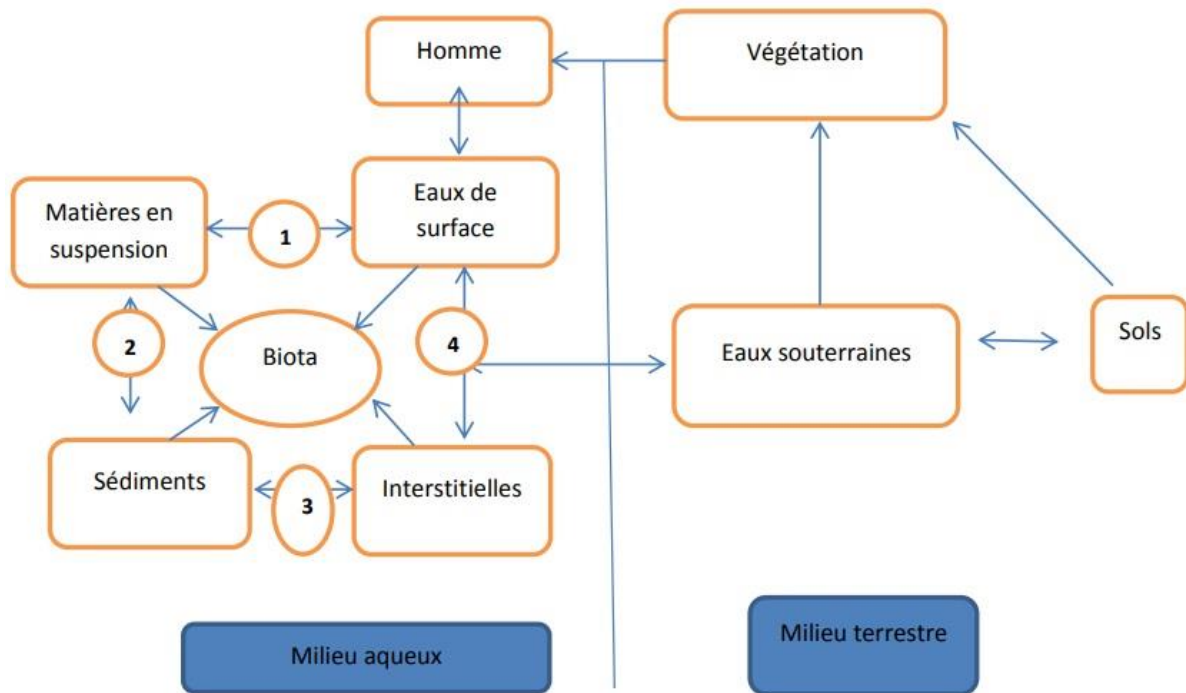 Homme
Végétation
Matières en
suspension
1
Eaux de
surface
2
Biota
4
Eaux souterraines
Sols
Sédiments
3
Interstitielles
Milieu aqueux
Milieu terrestre